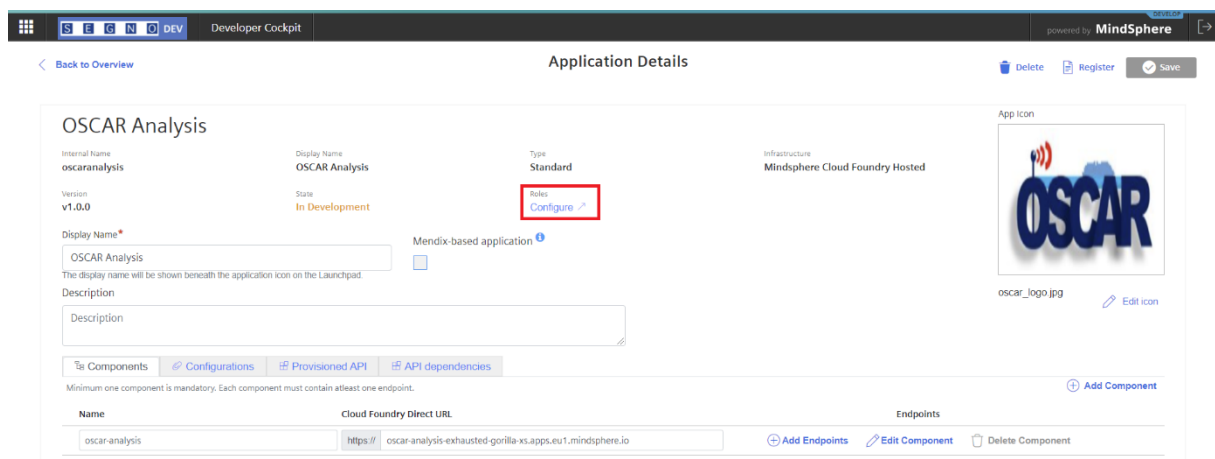 DEVELOP
SEGNO DEV Developer Cockpit powered by MindSphere
Back to Overview Application Details Delete Register Save
OSCAR Analysis App Icon
Internal Name Display Name Type Infrastructure
oscaranalysis OSCAR Analysis Standard Mindsphere Cloud Foundry Hosted
Version State Roles
v1.0.0 In Development Configure
OSCAR
Display Name* Mendix-based application
OSCAR Analysis
The display name will be shown beneath the application icon on the Launchpad.
Description oscar_logo.jpg Edit icon
Description
Components Configurations Provisioned API API dependencies
Minimum one component is mandatory. Each component must contain atleast one endpoint. Add Component
Name Cloud Foundry Direct URL Endpoints
oscar-analysis https:// oscar-analysis-exhausted-gorilla-xs.apps.eu1.mindsphere.io Add Endpoints Edit Component Delete Component